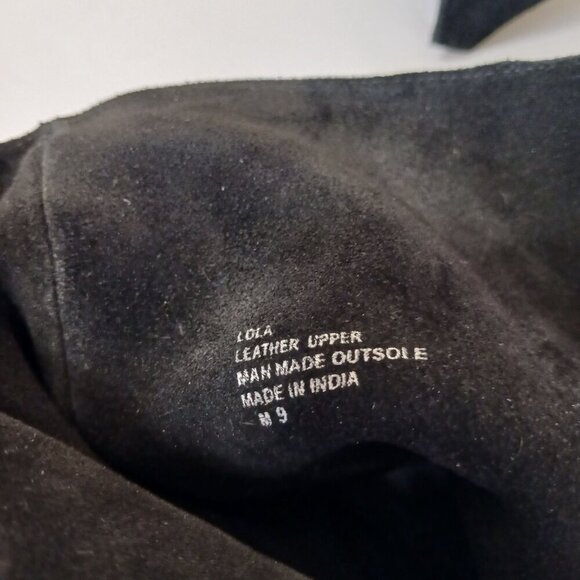 LOLA
LEATHER UPPER
MAN MADE OUTSOLE
MADE IN INDIA
M 9